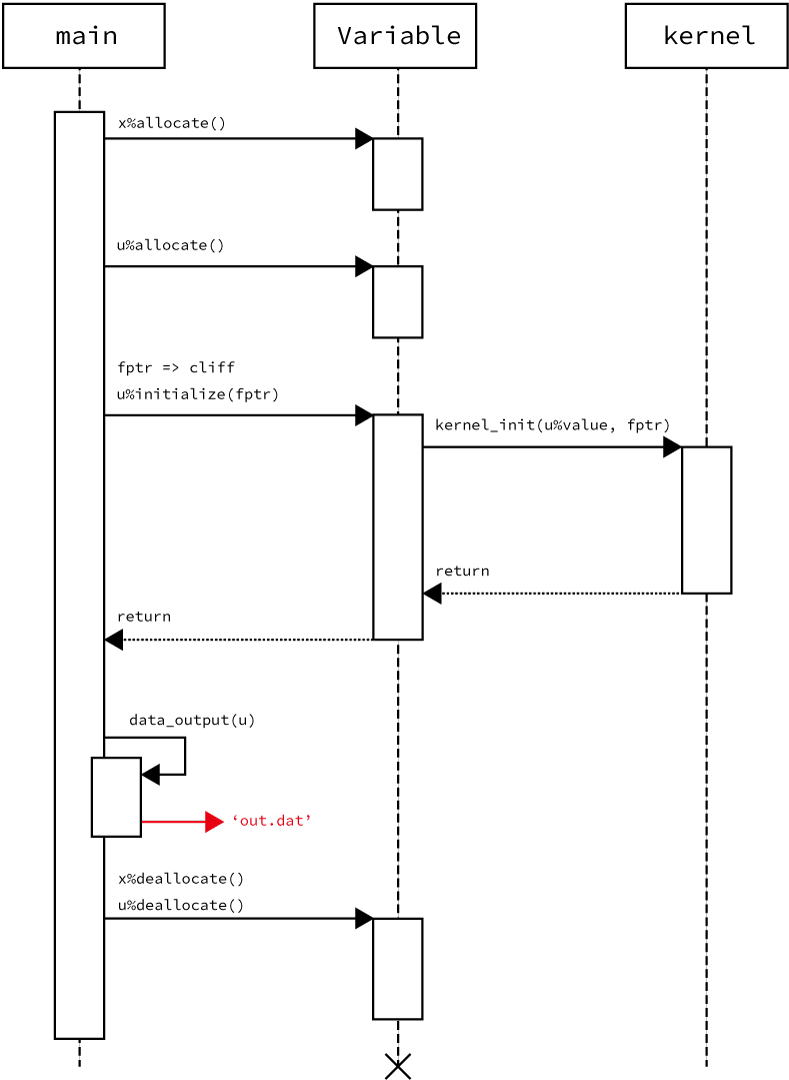 main
Variable
kernel
x%allocate()
u%allocate()
fptr => cliff
u%initialize(fptr)
kernel_init(u%value, fptr)
return
return
data_output(u)
‘out.dat’
x%deallocate()
u%deallocate()